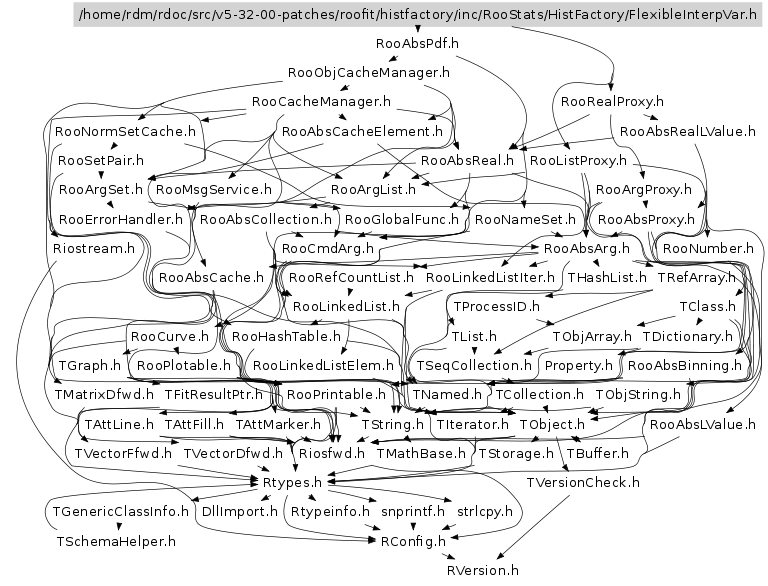 /home/rdm/rdoc/src/v5-32-00-patches/roofit/histfactory/inc/RooStats/HistFactory/FlexibleInterpVar.h
RooAbsPdf.h
RooObjCacheManager.h
RooCacheManager.h RooRealProxy.h
RooNormSetCache.h RooAbsCacheElement.h RooAbsRealLValue.h
RooSetPair.h RooAbsReal.h RooListProxy.h
RooArgSet.h RooMsgService.h RooArgList.h RooArgProxy.h
RooErrorHandler.h RooAbsCollection.h RooGlobalFunc.h RooNameSet.h RooAbsProxy.h
Riostream.h RooCmdArg.h RooAbsArg.h RooNumber.h
RooAbsCache.h RooRefCountList.h RooLinkedListIter.h THashList.h TRefArray.h
RooLinkedList.h TProcessID.h TClass.h
RooCurve.h RooHashTable.h TList.h TObjArray.h TDictionary.h
TGraph.h RooPlotable.h RooLinkedListElem.h TSeqCollection.h Property.h RooAbsBinning.h
TMatrixDfwd.h TFitResultPtr.h RooPrintable.h TNamed.h TCollection.h TObjString.h
TAttLine.h TAttFill.h TAttMarker.h TString.h TIterator.h TObject.h RooAbsLValue.h
TVectorFfwd.h TVectorDfwd.h Riosfwd.h TMathBase.h TStorage.h TBuffer.h
Rtypes.h TVersionCheck.h
TGenericClassInfo.h DllImport.h Rtypeinfo.h snprintf.h strlcpy.h
TSchemaHelper.h RConfig.h
RVersion.h